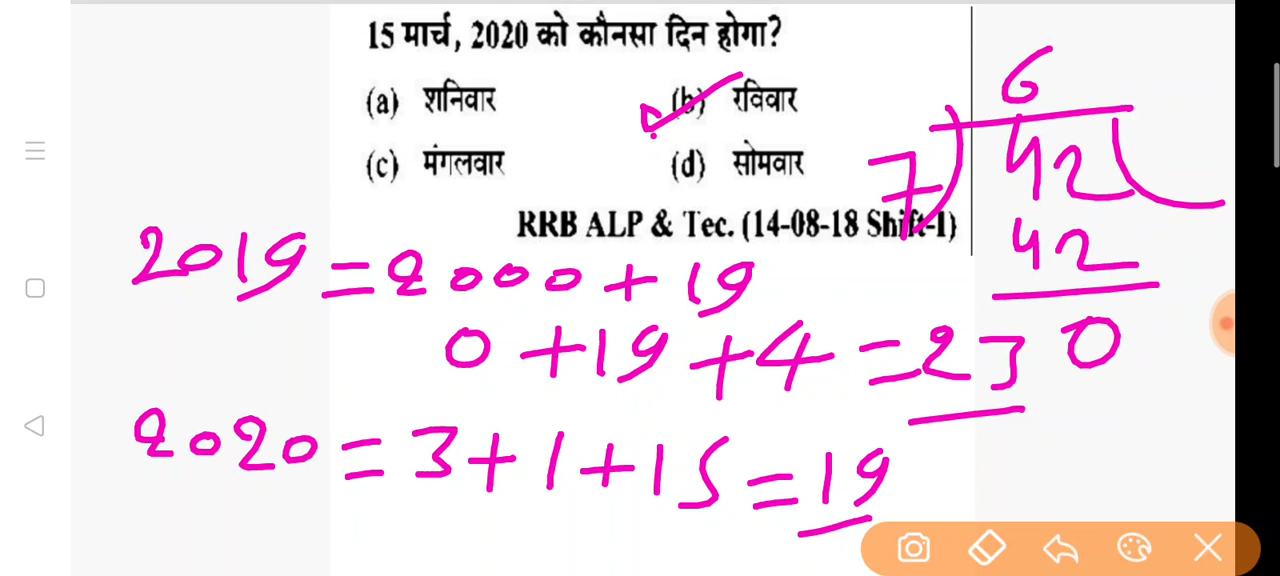 15 मार्च, 2020 को कौनसा दिन होगा?
(a) शनिवार (b) रविवार
(c) मंगलवार (d) सोमवार
RRB ALP & Tec. (14-08-18 Shift-I)
6
7) 42 (
42
0
2019 = 2000 + 19
0 + 19 + 4 = 23
2020 = 3 + 1 + 15 = 19